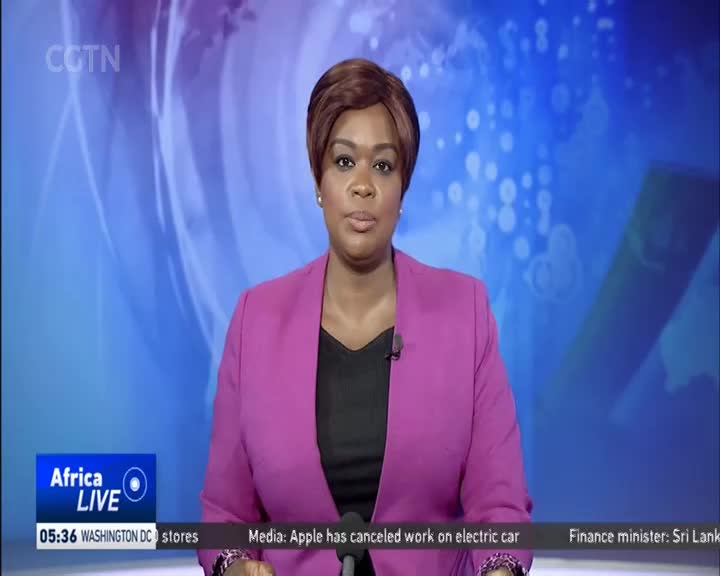 CGTN
Africa
LIVE
05:36 WASHINGTON DC
stores Media: Apple has canceled work on electric car Finance minister: Sri Lank